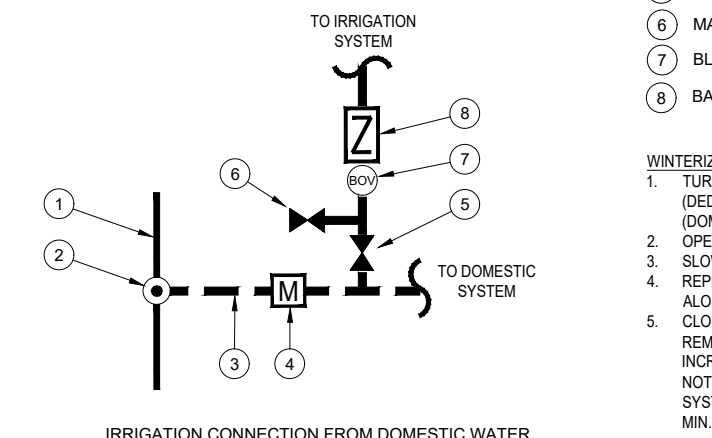 TO IRRIGATION
SYSTEM
8
Z
7
BOV
6
5
1
2
TO DOMESTIC
SYSTEM
M
3
4
IRRIGATION CONNECTION FROM DOMESTIC WATER
6 MA
7 BL
8 BA
WINTERIZ
1. TUR
(DED
(DOM
2. OPE
3. SLOW
4. REP
ALO
5. CLOS
REM
INCR
NOT
SYST
MIN.